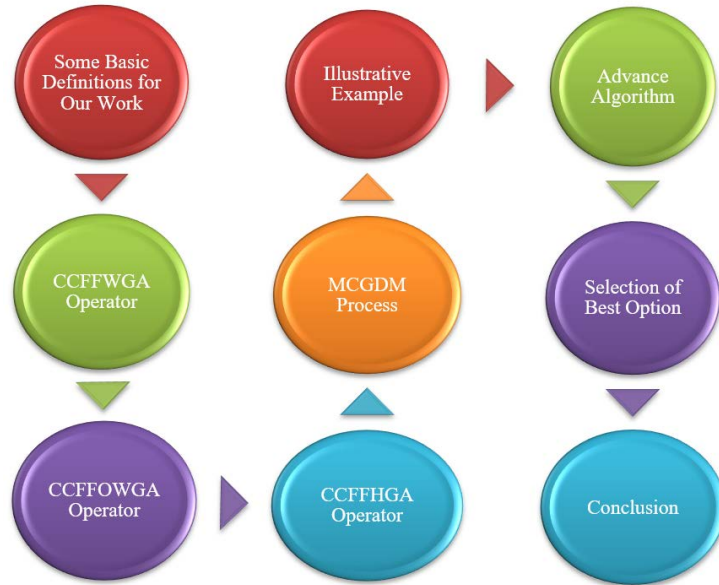 Some Basic
Definitions for
Our Work
CCFFWGA
Operator
CCFFOWGA
Operator
CCFFHGA
Operator
MCGDM
Process
Illustrative
Example
Advance
Algorithm
Selection of
Best Option
Conclusion